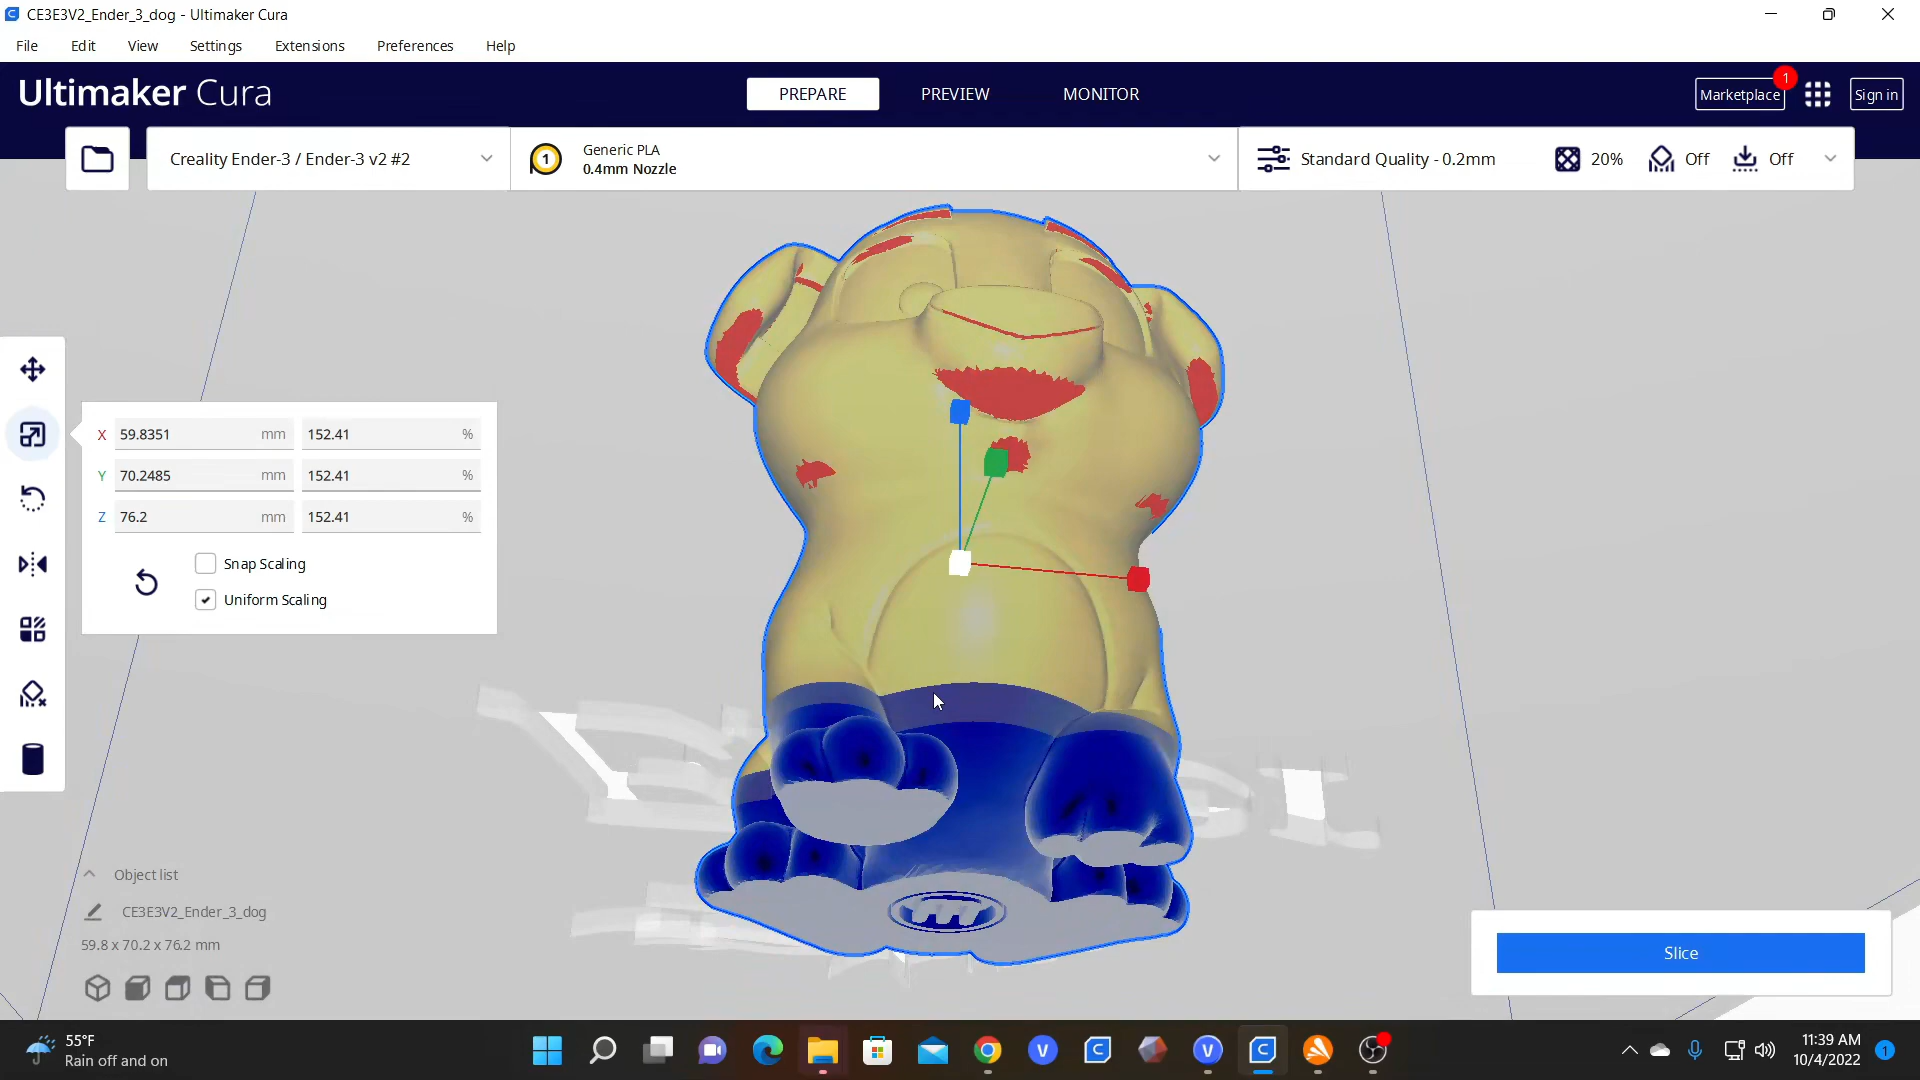 CE3E3V2_Ender_3_dog - Ultimaker Cura
File Edit View Settings Extensions Preferences Help
Ultimaker Cura
PREPARE PREVIEW MONITOR
Marketplace 1 Sign in
Creality Ender-3 / Ender-3 v2 #2
1 Generic PLA
0.4mm Nozzle
Standard Quality - 0.2mm 20% Off Off
X 59.8351 mm 152.41 %
Y 70.2485 mm 152.41 %
Z 76.2 mm 152.41 %
Snap Scaling
Uniform Scaling
Object list
CE3E3V2_Ender_3_dog
59.8 x 70.2 x 76.2 mm
Slice
55°F
Rain off and on
11:39 AM
10/4/2022
1